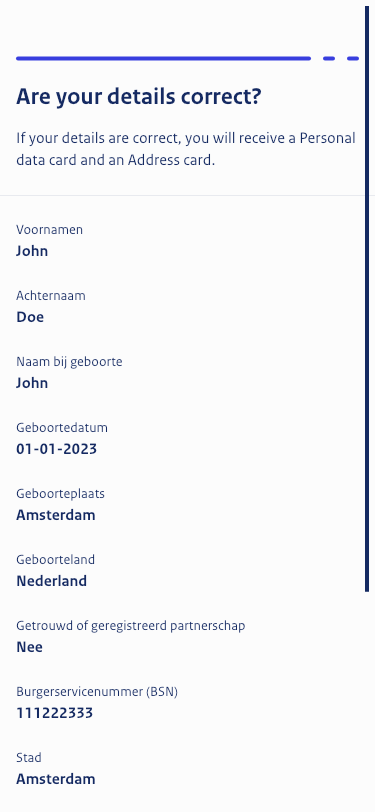 Are your details correct?
If your details are correct, you will receive a Personal
data card and an Address card.
Voornamen
John
Achternaam
Doe
Naam bij geboorte
John
Geboortedatum
01-01-2023
Geboorteplaats
Amsterdam
Geboorteland
Nederland
Getrouwd of geregistreerd partnerschap
Nee
Burgerservicenummer (BSN)
111222333
Stad
Amsterdam